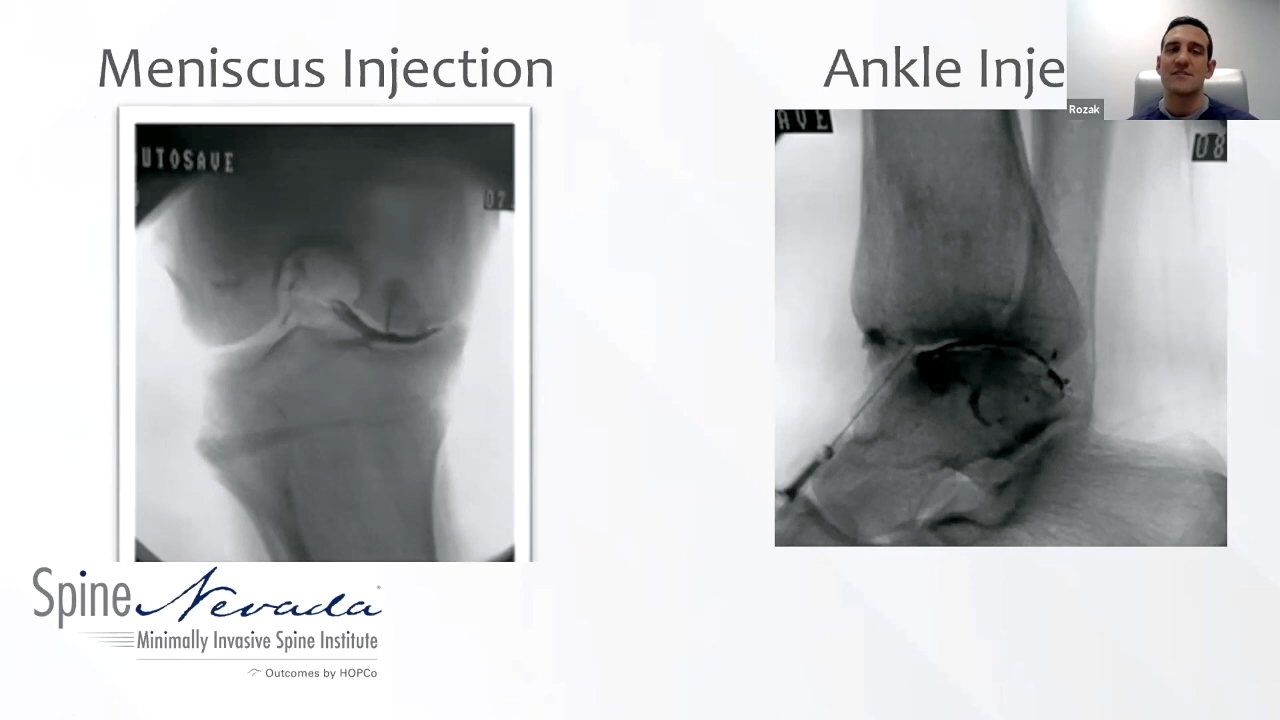 Meniscus Injection
Ankle Inje
Rozak
UTOSAVE
07
AVE
08
Spine Nevada
Minimally Invasive Spine Institute
Outcomes by HOPCo